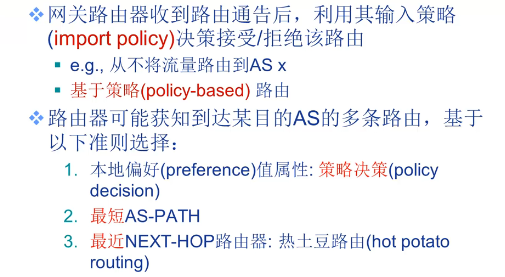 网关路由器收到路由通告后，利用其输入策略
(import policy)决策接受/拒绝该路由
e.g., 从不将流量路由到AS x
基于策略(policy-based) 路由
路由器可能获知到达某目的AS的多条路由，基于
以下准则选择：
1. 本地偏好(preference)值属性: 策略决策(policy
decision)
2. 最短AS-PATH
3. 最近NEXT-HOP路由器: 热土豆路由(hot potato
routing)